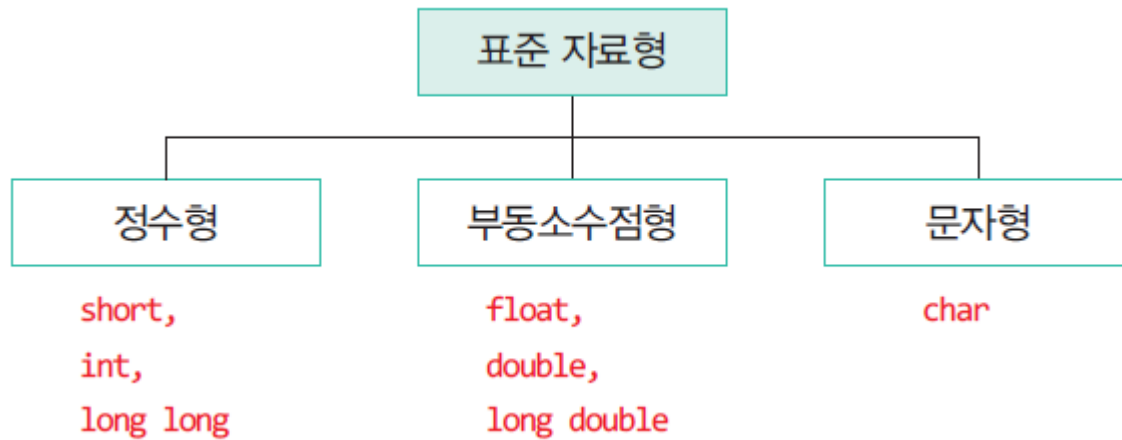 표준 자료형
정수형
부동소수점형
문자형
short,
int,
long long
float,
double,
long double
char